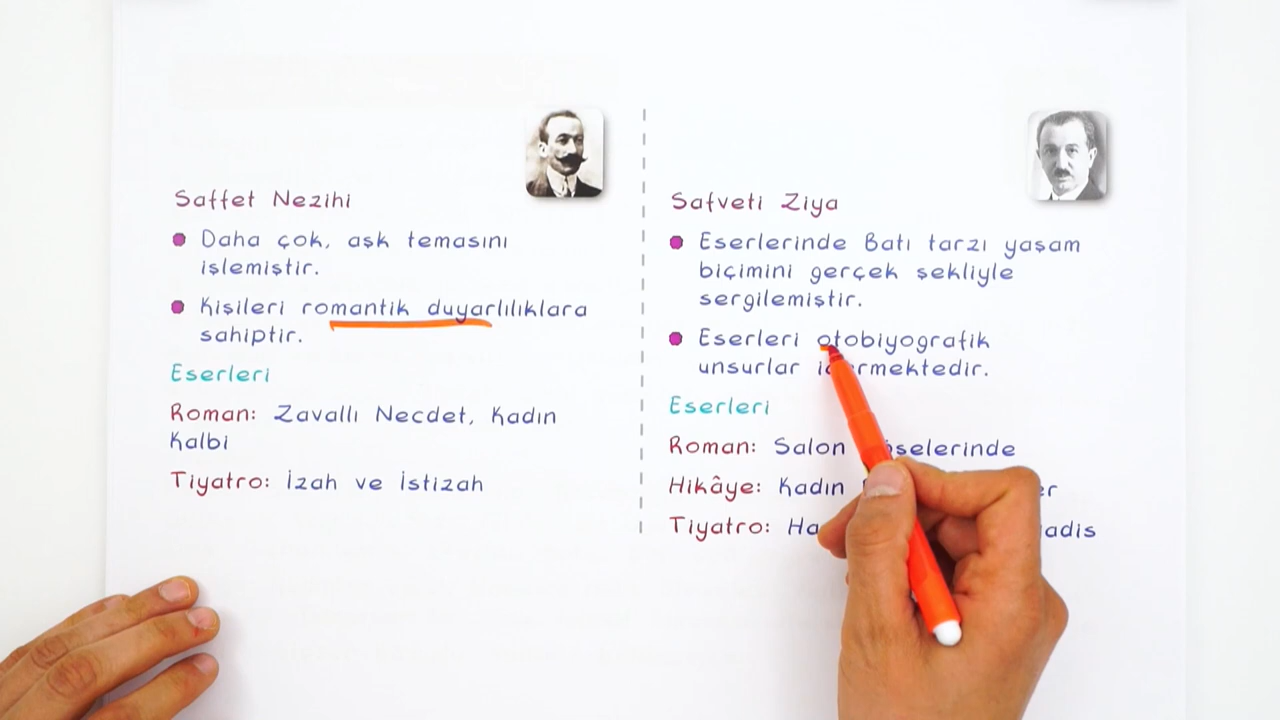 Saffet Nezihi
Daha çok, aşk temasını
işlemiştir.
Kişileri romantik duyarlılıklara
sahiptir.
Eserleri
Roman: Zavallı Necdet, Kadın
Kalbi
Tiyatro: İzah ve İstizah
Safveti Ziya
Eserlerinde Batı tarzı yaşam
biçimini gerçek şekliyle
sergilemiştir.
Eserleri otobiyografik
unsurlar içermektedir.
Eserleri
Roman: Salon
Hikâye: Kadın
Tiyatro: